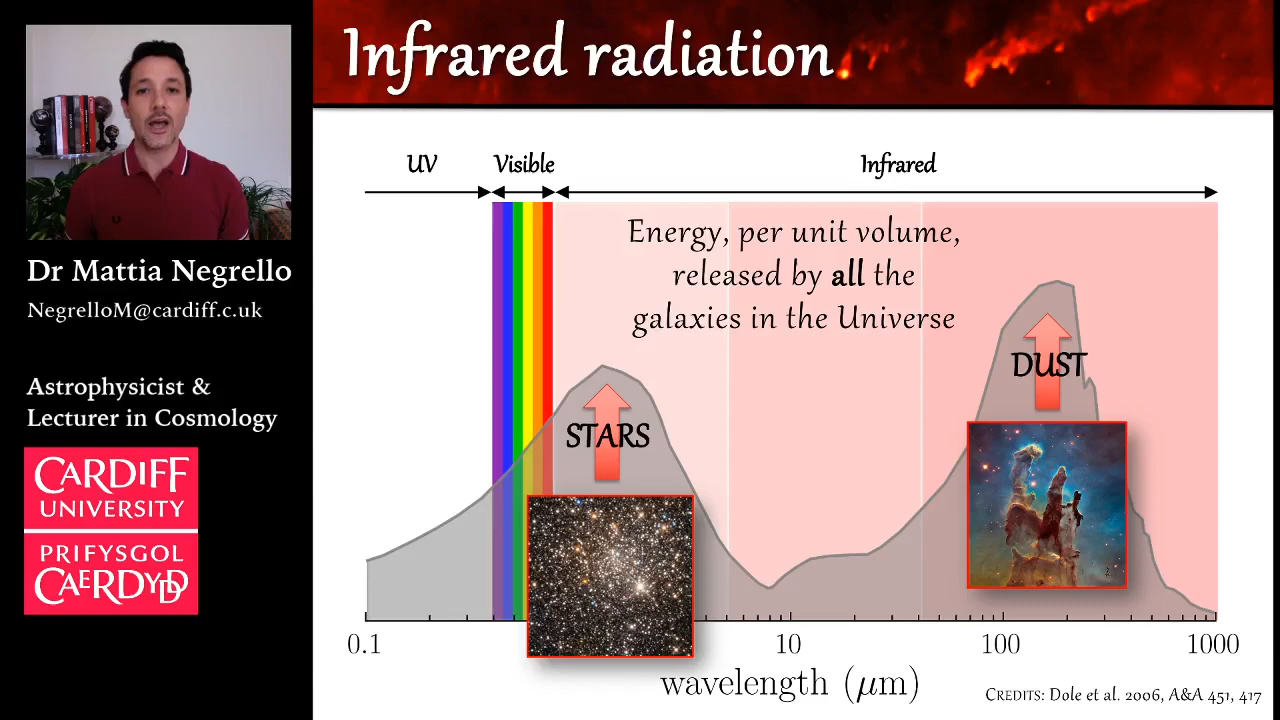 Infrared radiation
Dr Mattia Negrello
NegrelloM@cardiff.c.uk
Astrophysicist &
Lecturer in Cosmology
CARDIFF
UNIVERSITY
PRIFYSGOL
CAERDYDD
UV
Visible
Infrared
Energy, per unit volume,
released by all the
galaxies in the Universe
STARS
DUST
0.1
10
100
1000
wavelength (μm)
CREDITS: Dole et al. 2006, A&A 451, 417